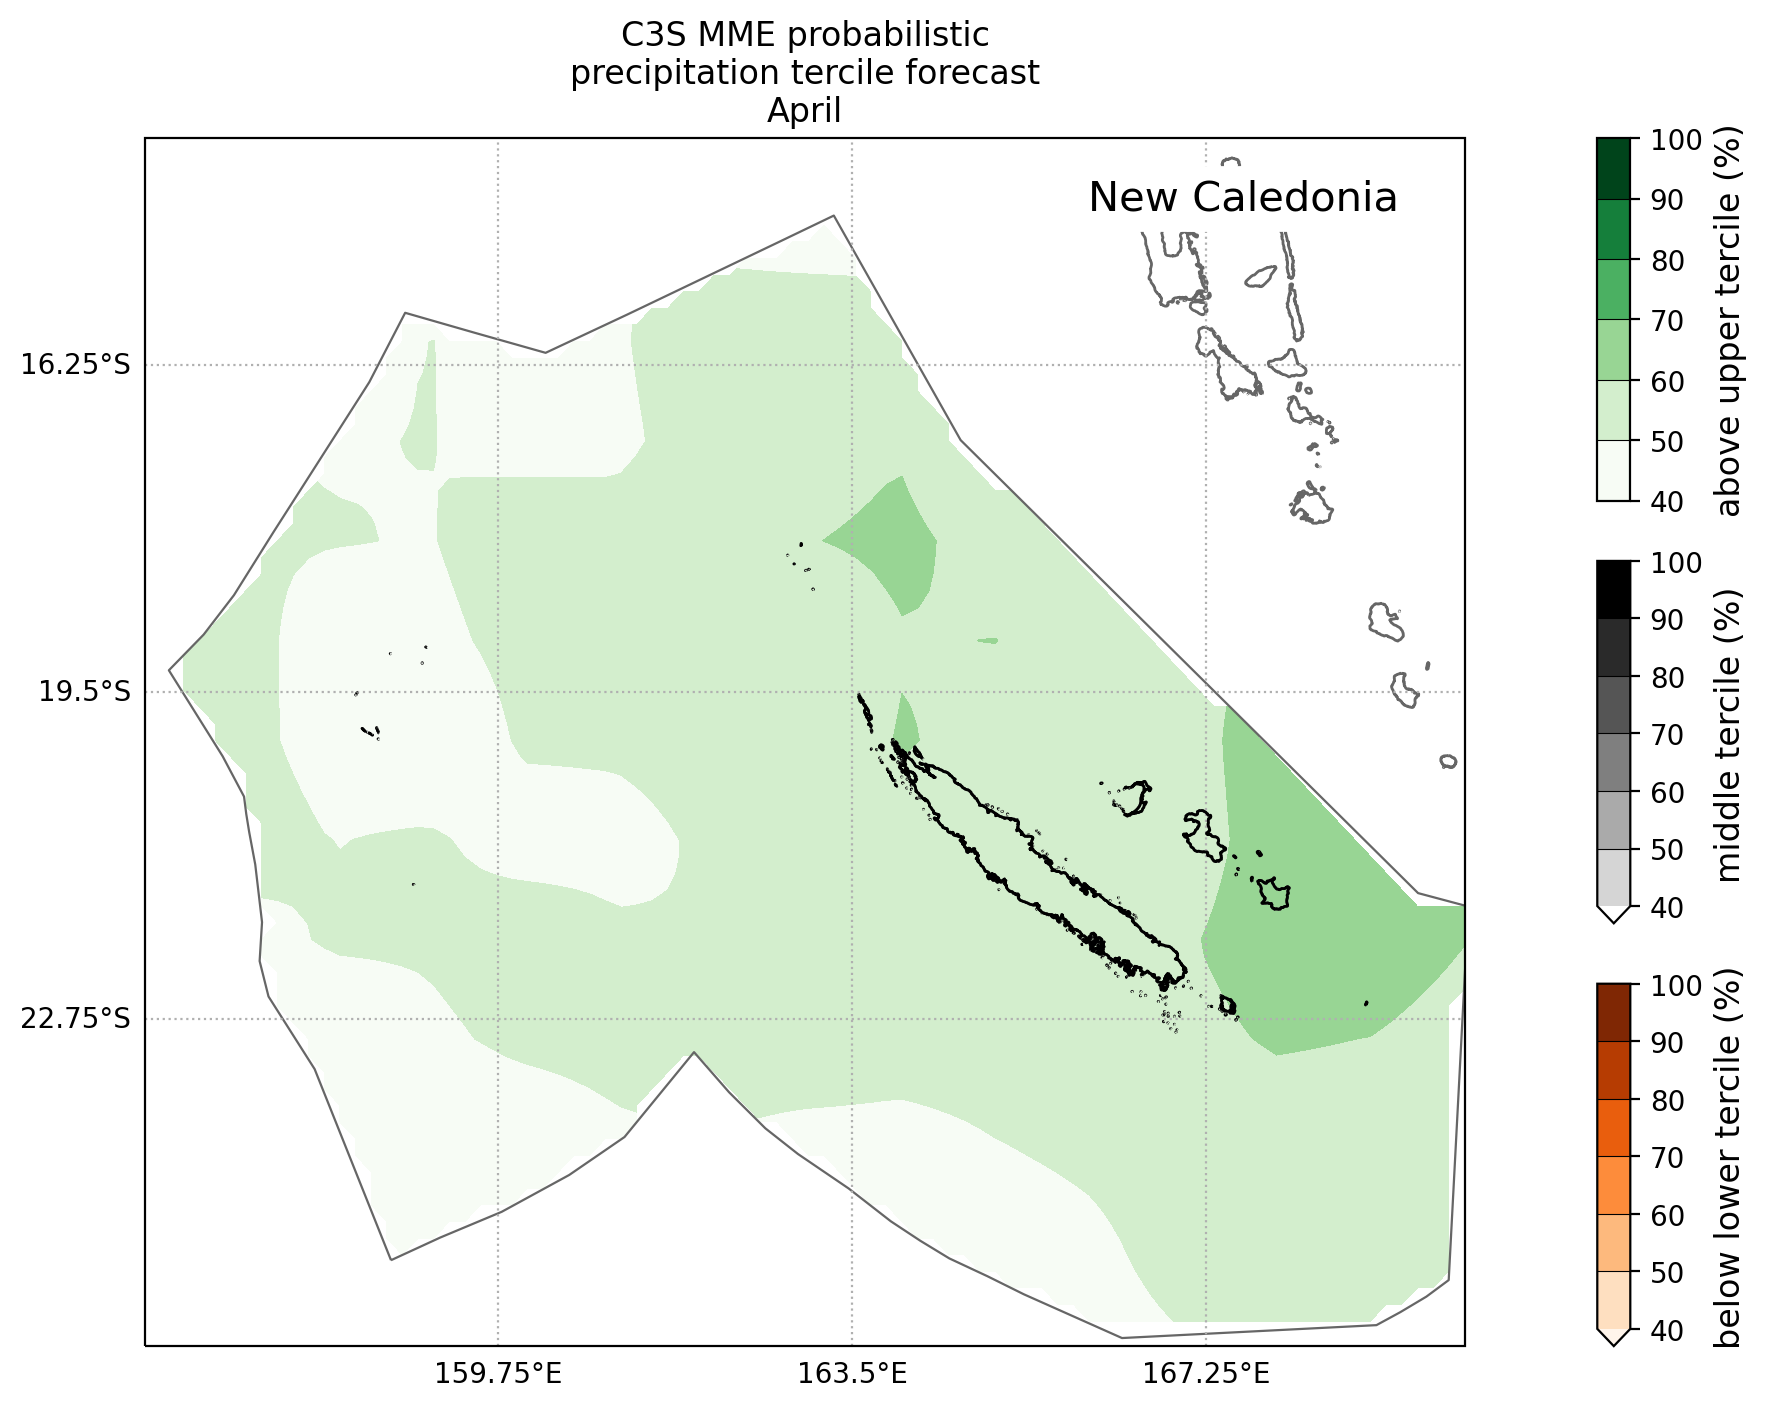 C3S MME probabilistic
precipitation tercile forecast
April
New Caledonia
16.25°S
19.5°S
22.75°S
159.75°E
163.5°E
167.25°E
100
90
80
70
60
50
40
above upper tercile (%)
100
90
80
70
60
50
40
middle tercile (%)
100
90
80
70
60
50
40
below lower tercile (%)